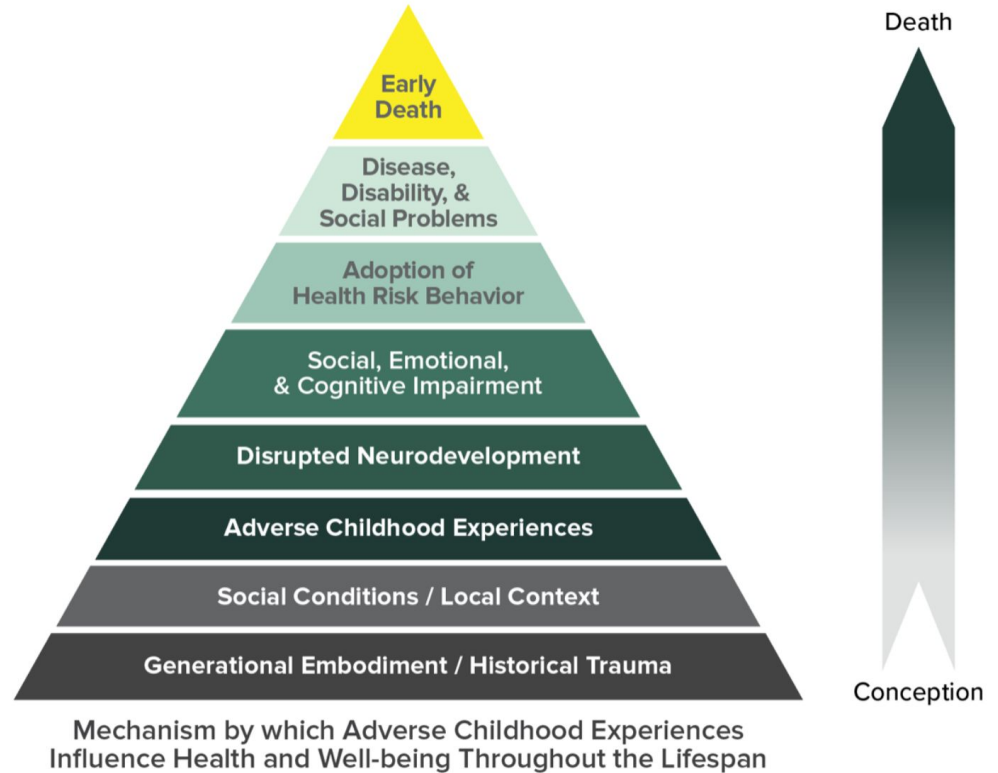 Early
Death
Disease,
Disability, &
Social Problems
Adoption of
Health Risk Behavior
Social, Emotional,
& Cognitive Impairment
Disrupted Neurodevelopment
Adverse Childhood Experiences
Social Conditions / Local Context
Generational Embodiment / Historical Trauma
Mechanism by which Adverse Childhood Experiences
Influence Health and Well-being Throughout the Lifespan
Death
Conception